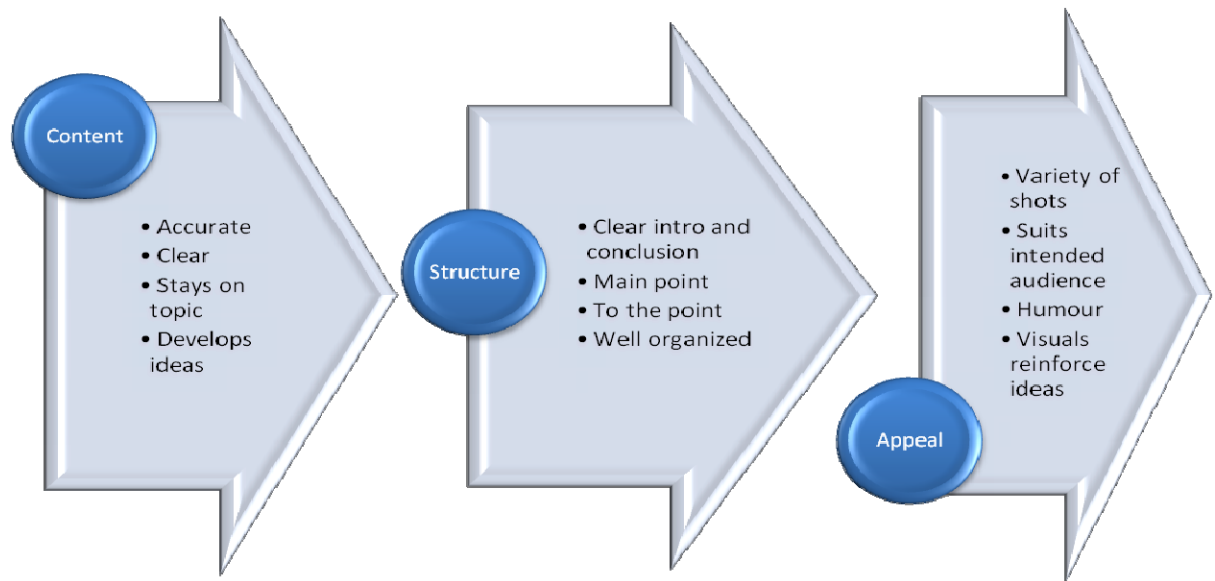 Content
• Accurate
• Clear
• Stays on
topic
• Develops
ideas
Structure
• Clear intro and
conclusion
• Main point
• To the point
• Well organized
Appeal
• Variety of
shots
• Suits
intended
audience
• Humour
• Visuals
reinforce
ideas